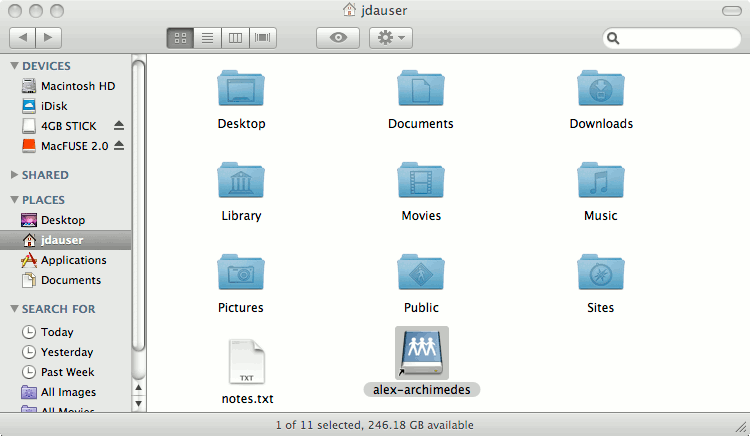 jdauser
DEVICES
Macintosh HD
iDisk
4GB STICK
MacFUSE 2.0
SHARED
PLACES
Desktop
jdauser
Applications
Documents
SEARCH FOR
Today
Yesterday
Past Week
All Images
All Movies
Desktop Documents Downloads
Library Movies Music
Pictures Public Sites
TXT
notes.txt alex-archimedes
1 of 11 selected, 246.18 GB available